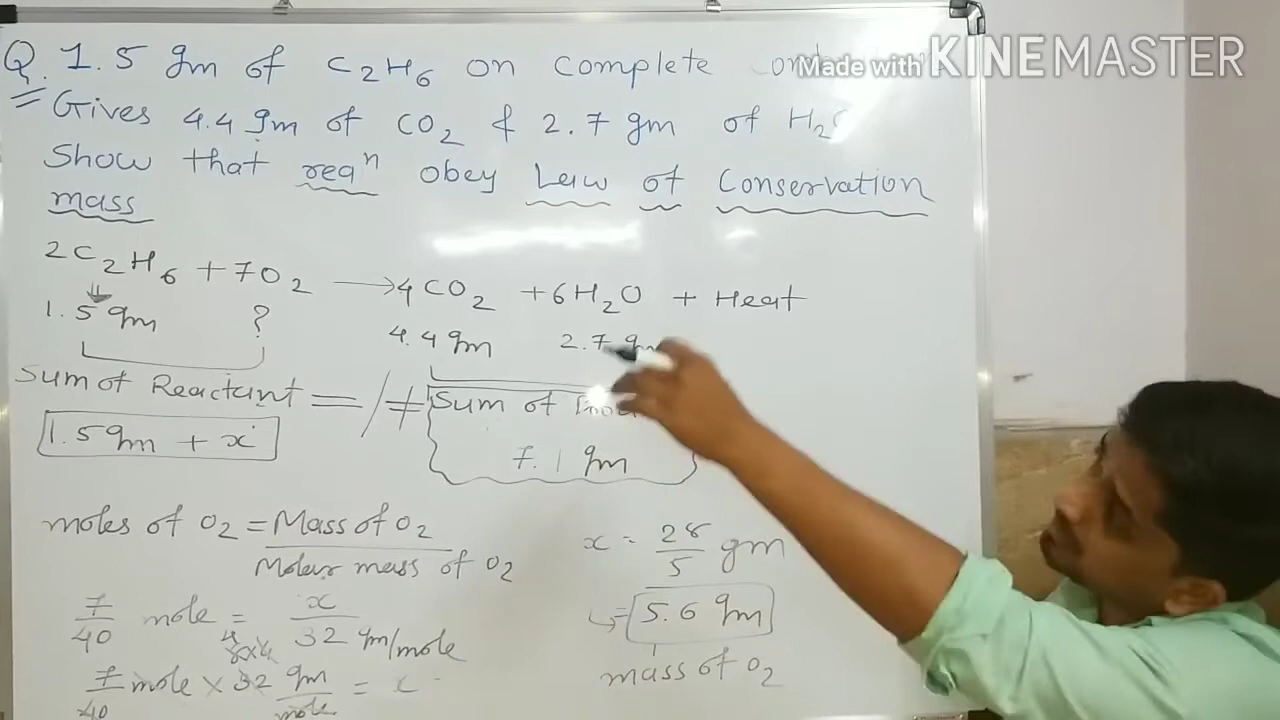 Q. 1.5 gm of C₂H₆ on complete
Made with KINEMASTER
Gives 4.4 gm of CO₂ & 2.7 gm of
Show that reqⁿ obey Law of Conservation
mass
2C₂H₆ + 7O₂ → 4CO₂ + 6H₂O + Heat
1.5 gm ? 4.4 gm 2.7
Sum of Reactant = / ≠ Sum of
1.5 gm + x
7.1 gm
moles of O₂ = Mass of O₂
Molar mass of O₂
7/40 mole = x/32 gm/mole
7/40 mole × 32 gm/mole = x
x = 28/5 gm
= 5.6 gm
mass of O₂